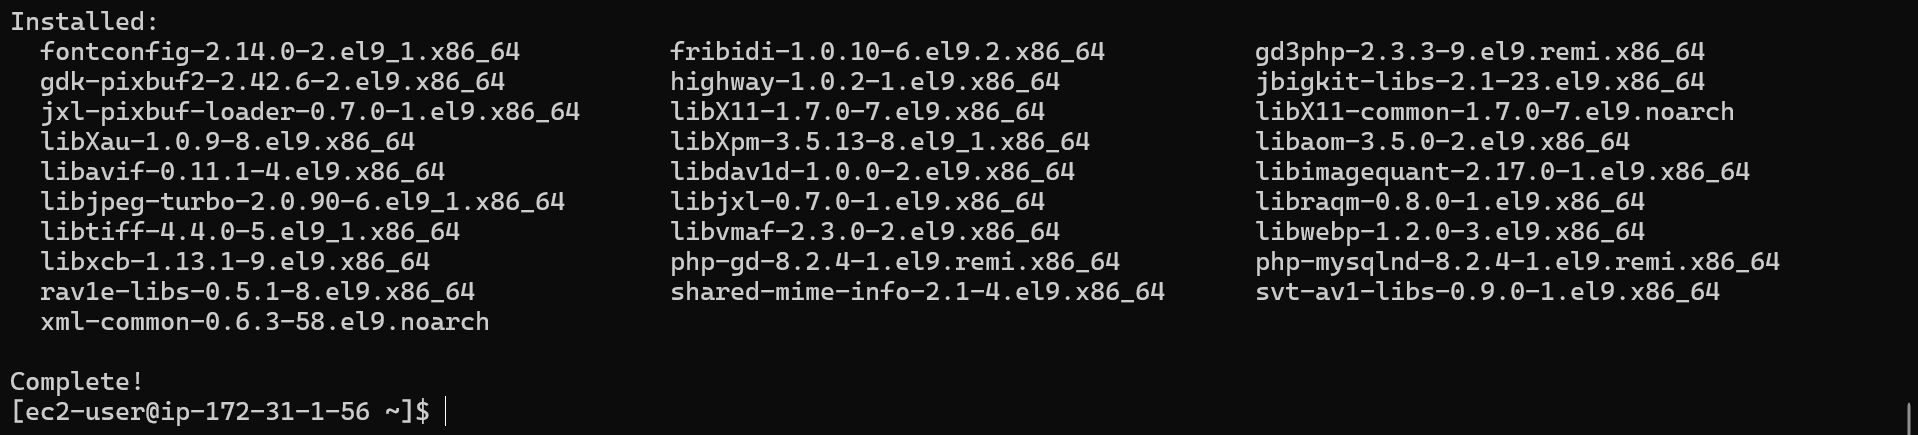 Installed:
  fontconfig-2.14.0-2.el9_1.x86_64          fribidi-1.0.10-6.el9.2.x86_64          gd3php-2.3.3-9.el9.remi.x86_64
  gdk-pixbuf2-2.42.6-2.el9.x86_64           highway-1.0.2-1.el9.x86_64             jbigkit-libs-2.1-23.el9.x86_64
  jxl-pixbuf-loader-0.7.0-1.el9.x86_64      libX11-1.7.0-7.el9.x86_64              libX11-common-1.7.0-7.el9.noarch
  libXau-1.0.9-8.el9.x86_64                 libXpm-3.5.13-8.el9_1.x86_64           libaom-3.5.0-2.el9.x86_64
  libavif-0.11.1-4.el9.x86_64               libdav1d-1.0.0-2.el9.x86_64            libimagequant-2.17.0-1.el9.x86_64
  libjpeg-turbo-2.0.90-6.el9_1.x86_64       libjxl-0.7.0-1.el9.x86_64              libraqm-0.8.0-1.el9.x86_64
  libtiff-4.4.0-5.el9_1.x86_64              libvmaf-2.3.0-2.el9.x86_64             libwebp-1.2.0-3.el9.x86_64
  libxcb-1.13.1-9.el9.x86_64                php-gd-8.2.4-1.el9.remi.x86_64         php-mysqlnd-8.2.4-1.el9.remi.x86_64
  rav1e-libs-0.5.1-8.el9.x86_64             shared-mime-info-2.1-4.el9.x86_64      svt-av1-libs-0.9.0-1.el9.x86_64
  xml-common-0.6.3-58.el9.noarch

Complete!
[ec2-user@ip-172-31-1-56 ~]$